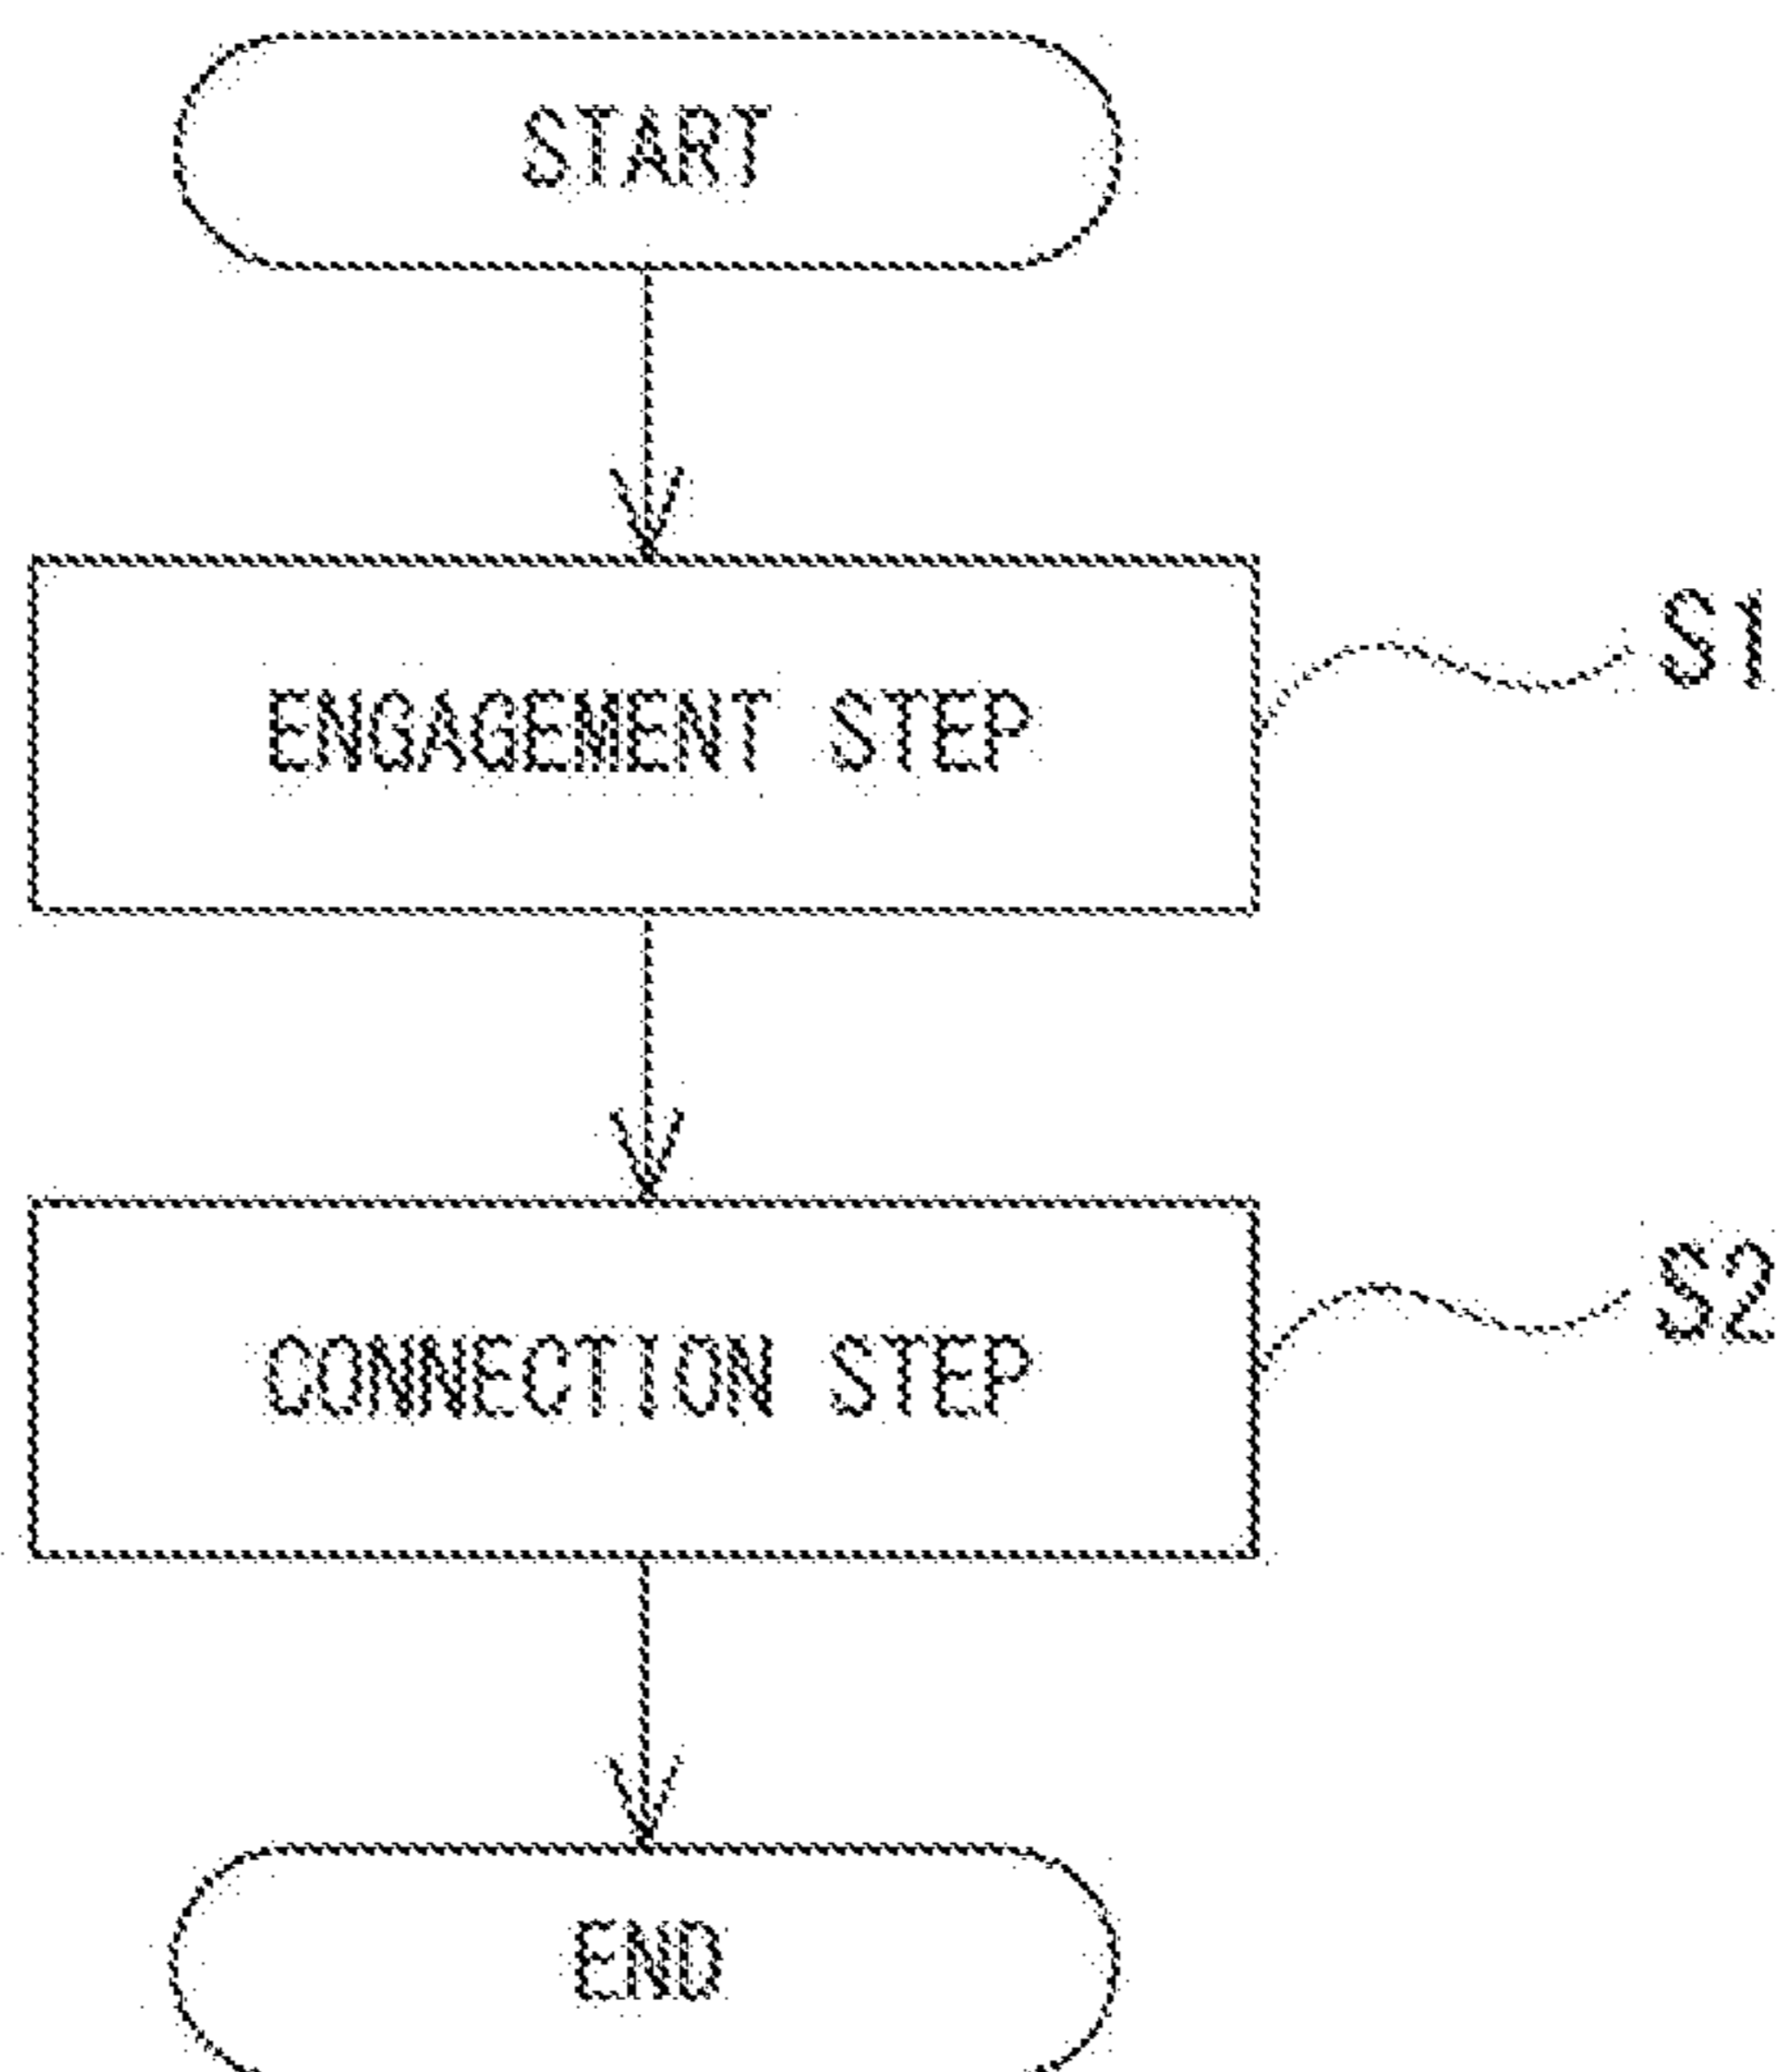 START
S1
ENGAGEMENT STEP
S2
CONNECTION STEP
END